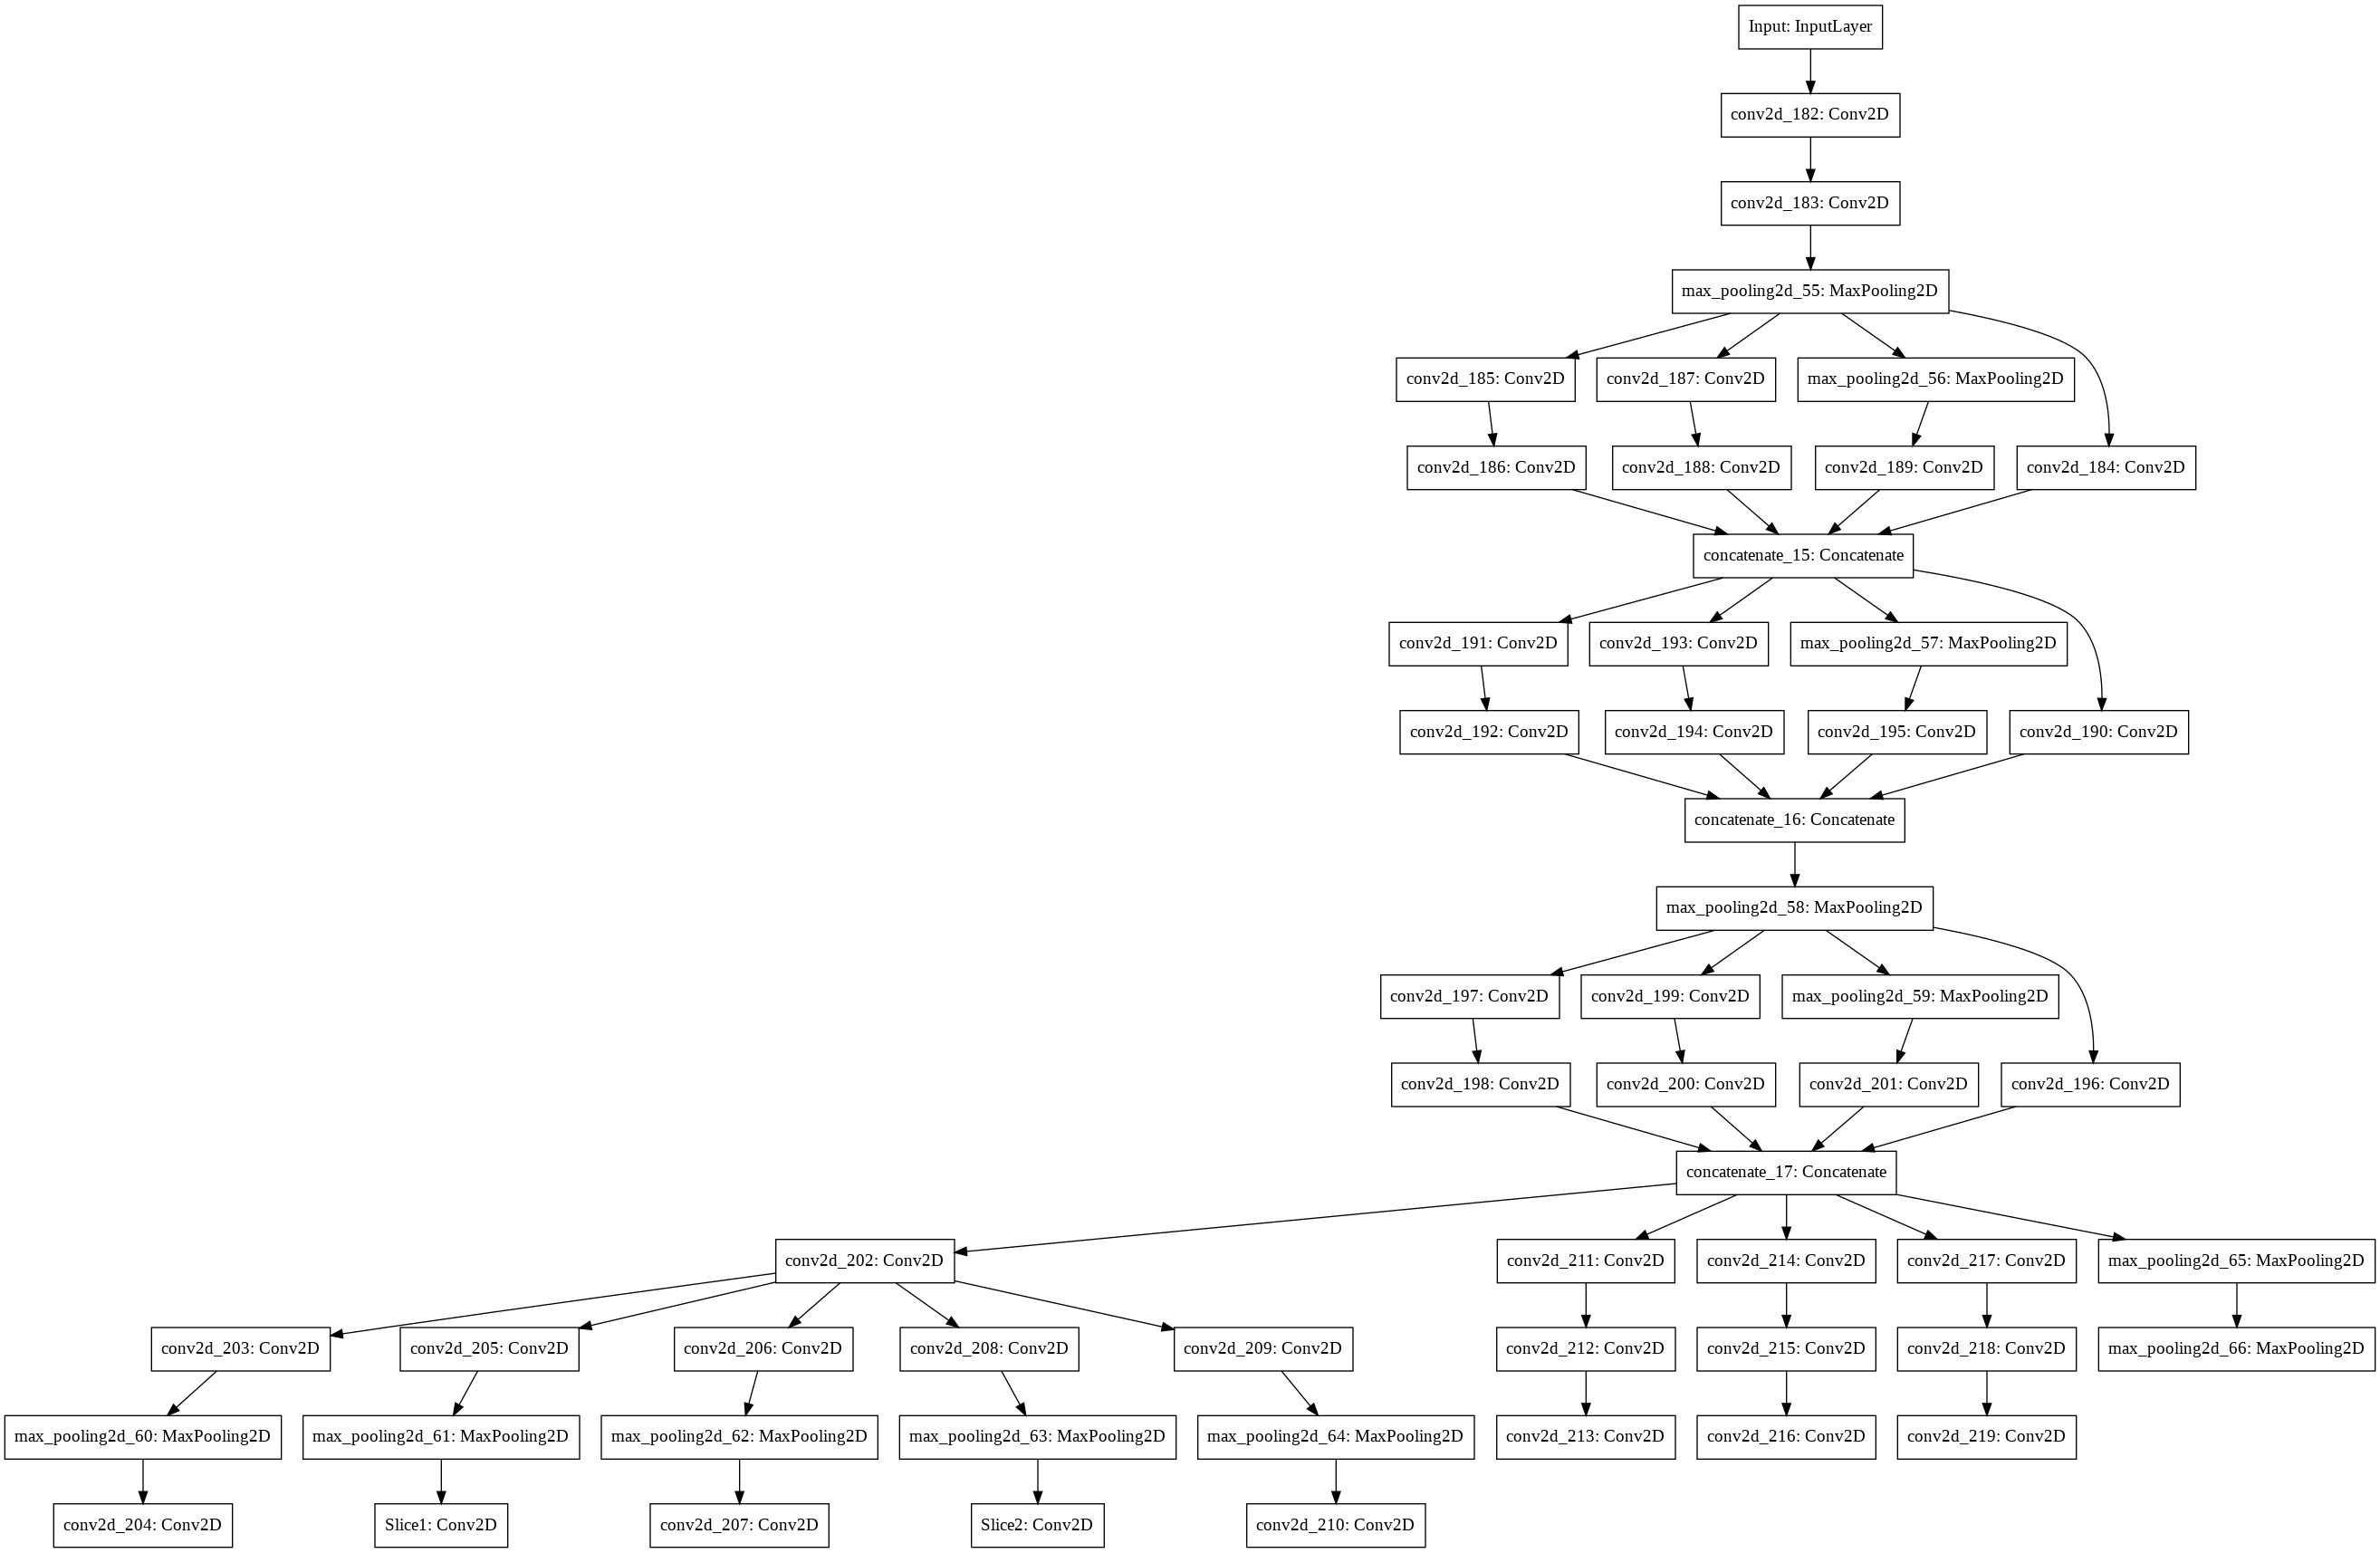 Input: InputLayer
conv2d_182: Conv2D
conv2d_183: Conv2D
max_pooling2d_55: MaxPooling2D
conv2d_185: Conv2D
conv2d_187: Conv2D
max_pooling2d_56: MaxPooling2D
conv2d_186: Conv2D
conv2d_188: Conv2D
conv2d_189: Conv2D
conv2d_184: Conv2D
concatenate_15: Concatenate
conv2d_191: Conv2D
conv2d_193: Conv2D
max_pooling2d_57: MaxPooling2D
conv2d_192: Conv2D
conv2d_194: Conv2D
conv2d_195: Conv2D
conv2d_190: Conv2D
concatenate_16: Concatenate
max_pooling2d_58: MaxPooling2D
conv2d_197: Conv2D
conv2d_199: Conv2D
max_pooling2d_59: MaxPooling2D
conv2d_198: Conv2D
conv2d_200: Conv2D
conv2d_201: Conv2D
conv2d_196: Conv2D
concatenate_17: Concatenate
conv2d_202: Conv2D
conv2d_211: Conv2D
conv2d_214: Conv2D
conv2d_217: Conv2D
max_pooling2d_65: MaxPooling2D
conv2d_203: Conv2D
conv2d_205: Conv2D
conv2d_206: Conv2D
conv2d_208: Conv2D
conv2d_209: Conv2D
conv2d_212: Conv2D
conv2d_215: Conv2D
conv2d_218: Conv2D
max_pooling2d_66: MaxPooling2D
max_pooling2d_60: MaxPooling2D
max_pooling2d_61: MaxPooling2D
max_pooling2d_62: MaxPooling2D
max_pooling2d_63: MaxPooling2D
max_pooling2d_64: MaxPooling2D
conv2d_213: Conv2D
conv2d_216: Conv2D
conv2d_219: Conv2D
conv2d_204: Conv2D
Slice1: Conv2D
conv2d_207: Conv2D
Slice2: Conv2D
conv2d_210: Conv2D